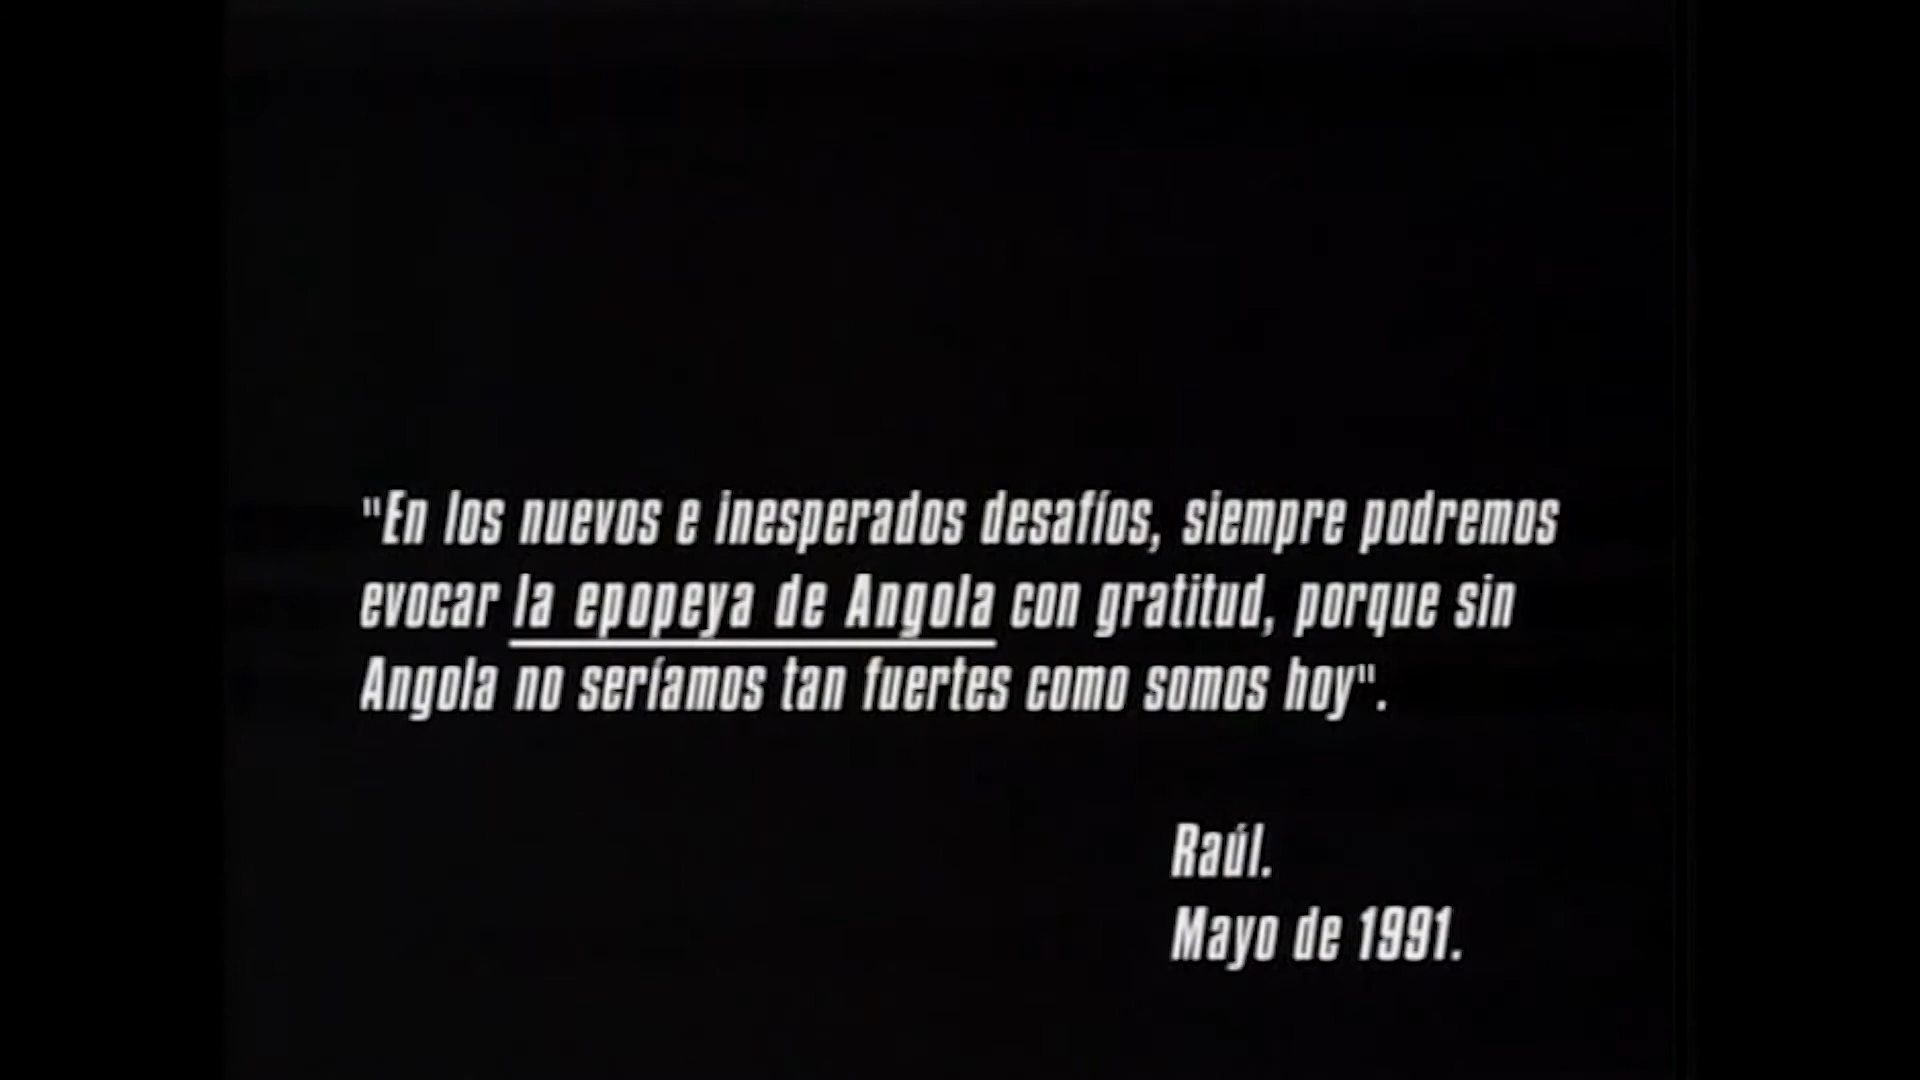 "En los nuevos e inesperados desafíos, siempre podremos
evocar la epopeya de Angola con gratitud, porque sin
Angola no seríamos tan fuertes como somos hoy".
Raúl.
Mayo de 1991.